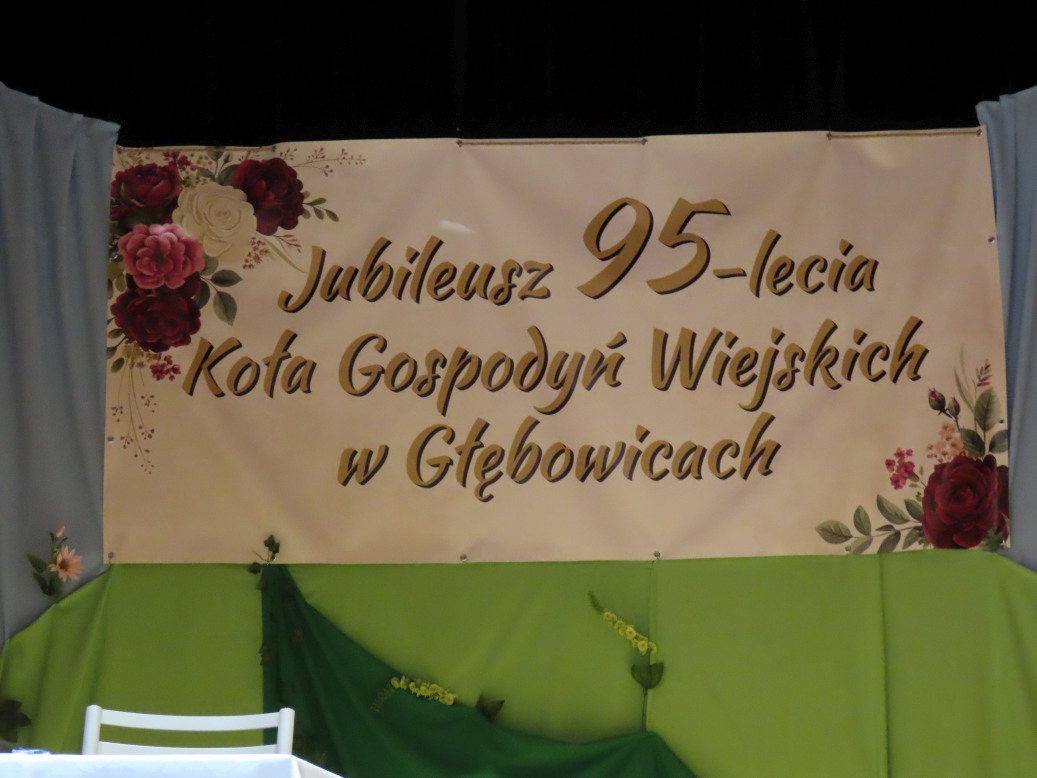 Jubileusz 95-lecia
Koła Gospodyń Wiejskich
w Głębowicach